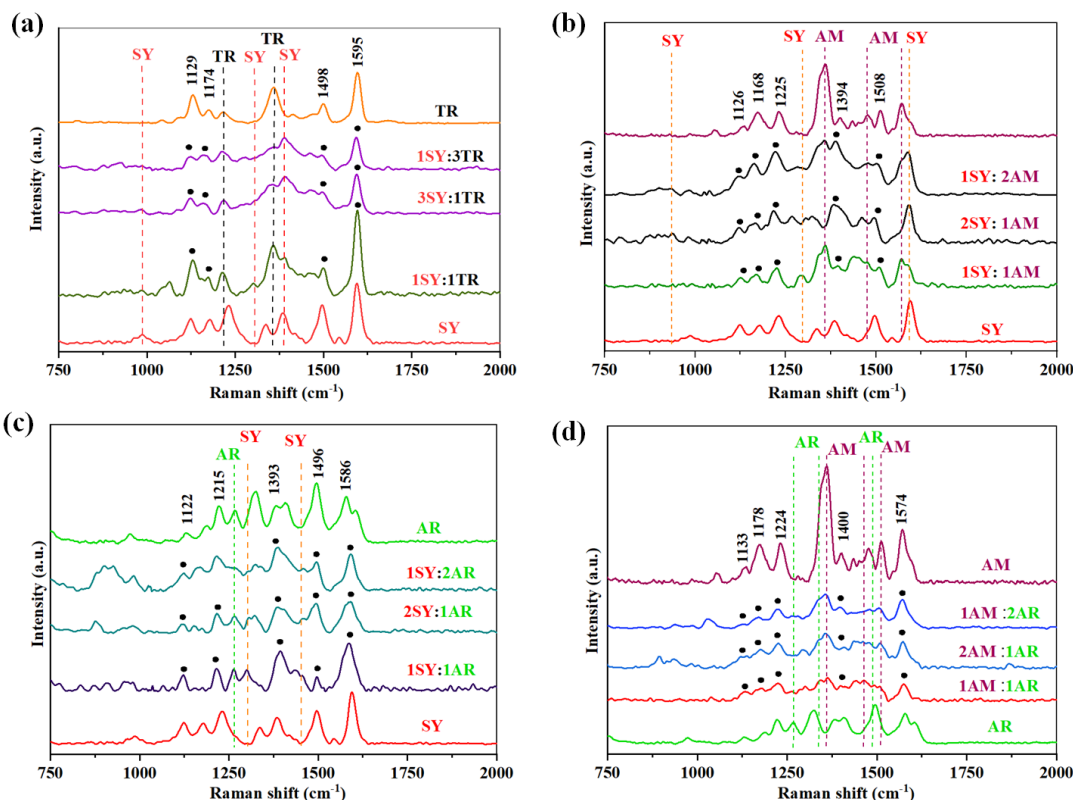 (a)
SY
1129
1174
TR
TR
SY
SY
1498
1595
TR
1SY:3TR
3SY:1TR
1SY:1TR
SY
Intensity (a.u.)
750 1000 1250 1500 1750 2000
Raman shift (cm-1)
(b)
SY
1126
1168
1225
SY
AM
1394
AM
1508
SY
AM
1SY: 2AM
2SY: 1AM
1SY: 1AM
SY
Intensity (a.u.)
750 1000 1250 1500 1750 2000
Raman shift (cm-1)
(c)
1122
1215
AR
SY
1393
SY
1496
1586
AR
1SY:2AR
2SY:1AR
1SY:1AR
SY
Intensity (a.u.)
750 1000 1250 1500 1750 2000
Raman shift (cm-1)
(d)
1133
1178
1224
AR
AM
1400
AR
AM
1574
AM
1AM :2AR
2AM :1AR
1AM :1AR
AR
Intensity (a.u.)
750 1000 1250 1500 1750 2000
Raman shift (cm-1)